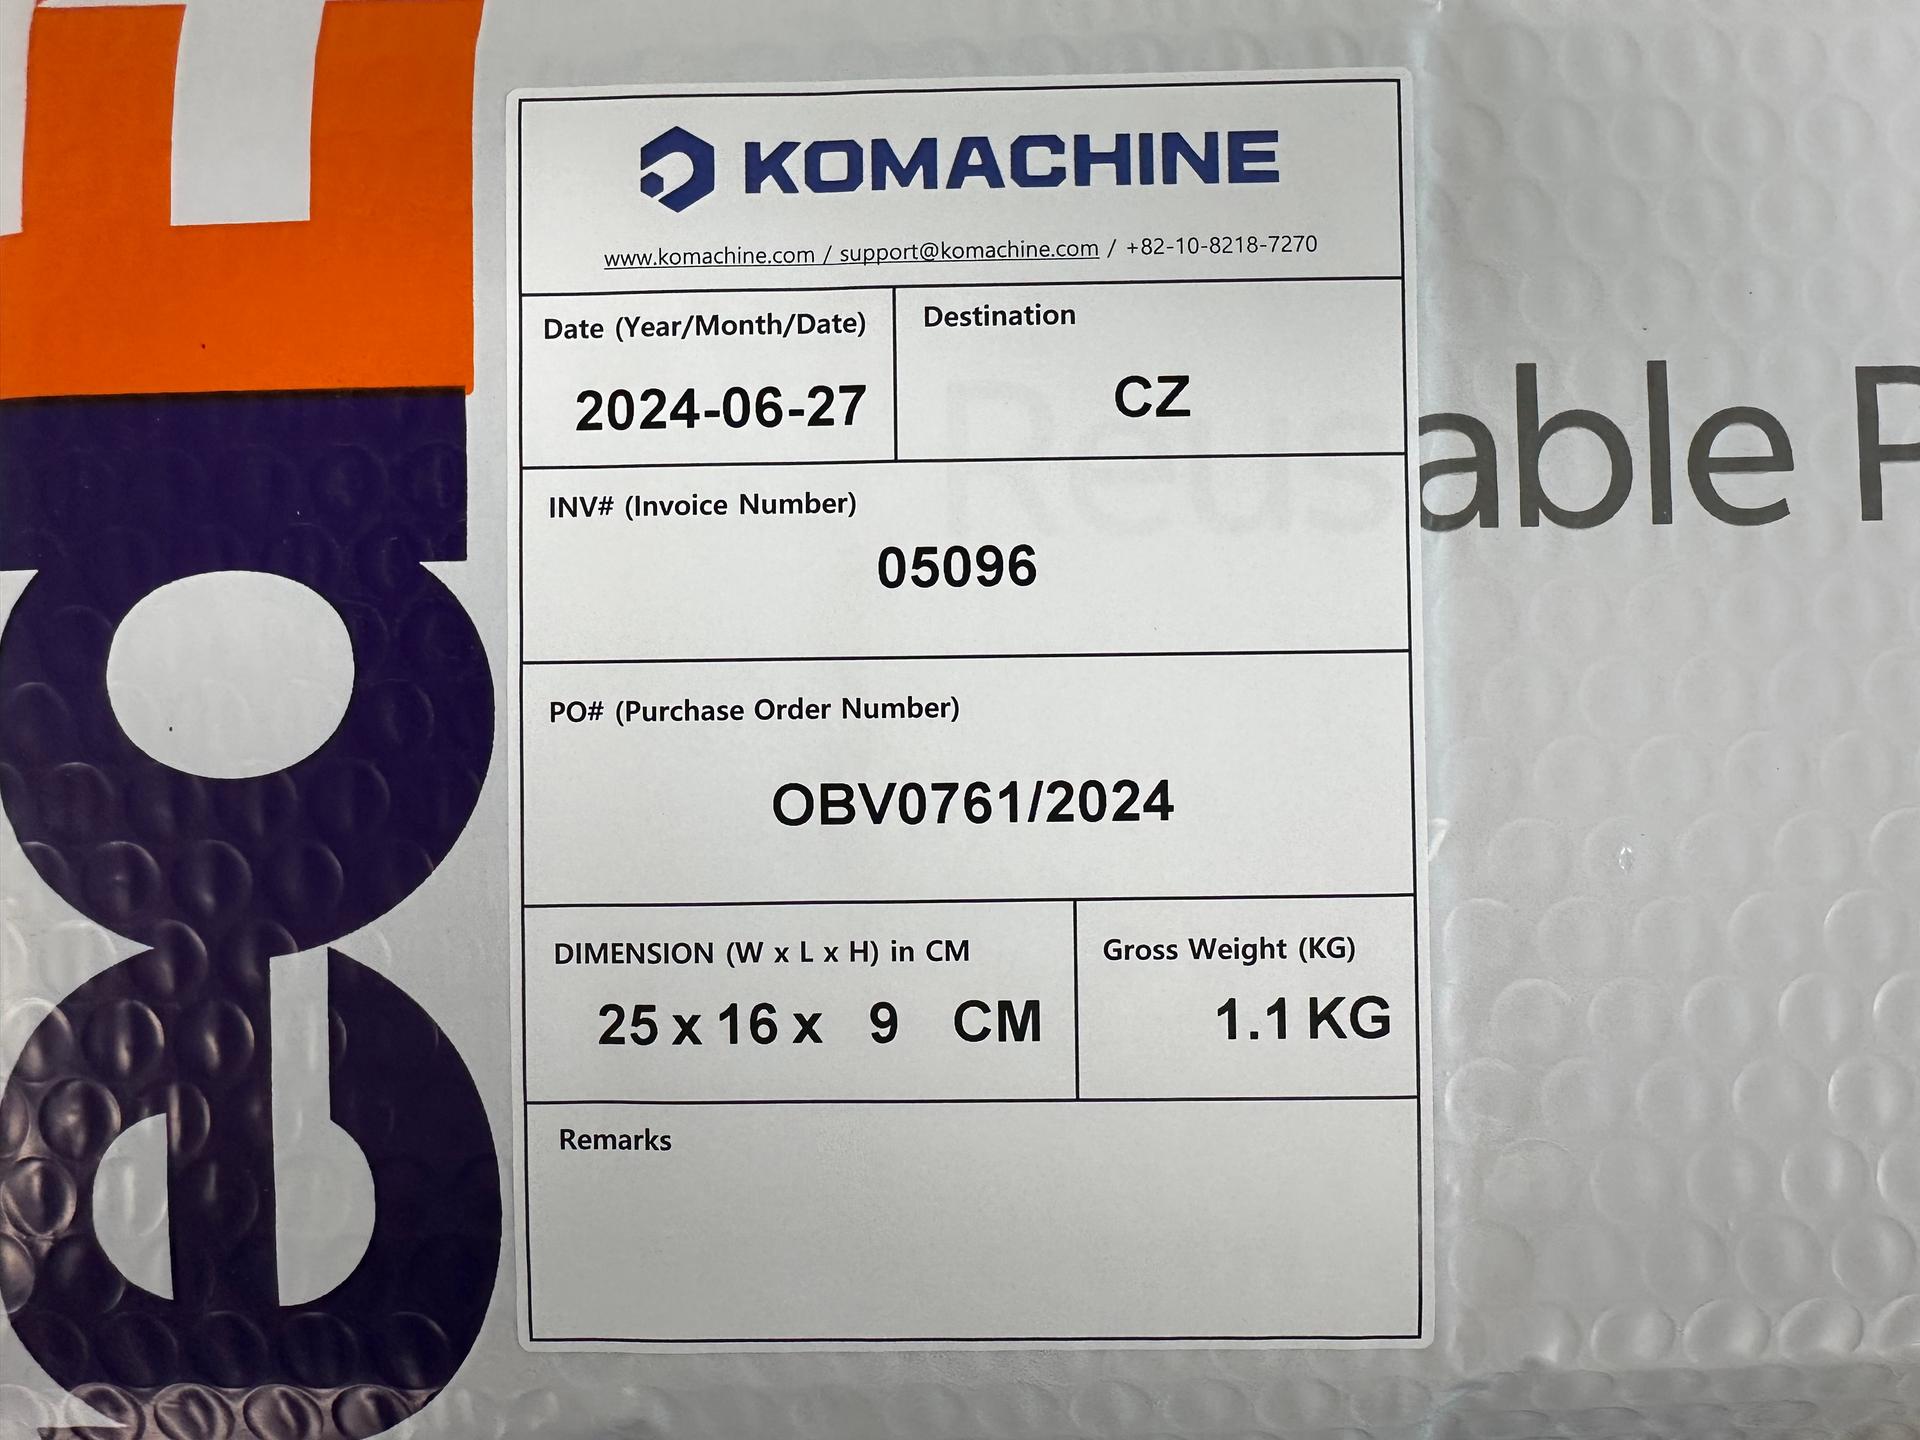 KOMACHINE
www.komachine.com / support@komachine.com / +82-10-8218-7270
Date (Year/Month/Date)
2024-06-27
Destination
CZ
INV# (Invoice Number)
05096
PO# (Purchase Order Number)
OBV0761/2024
DIMENSION (W x L x H) in CM
25 x 16 x 9 CM
Gross Weight (KG)
1.1 KG
Remarks
Reusable P